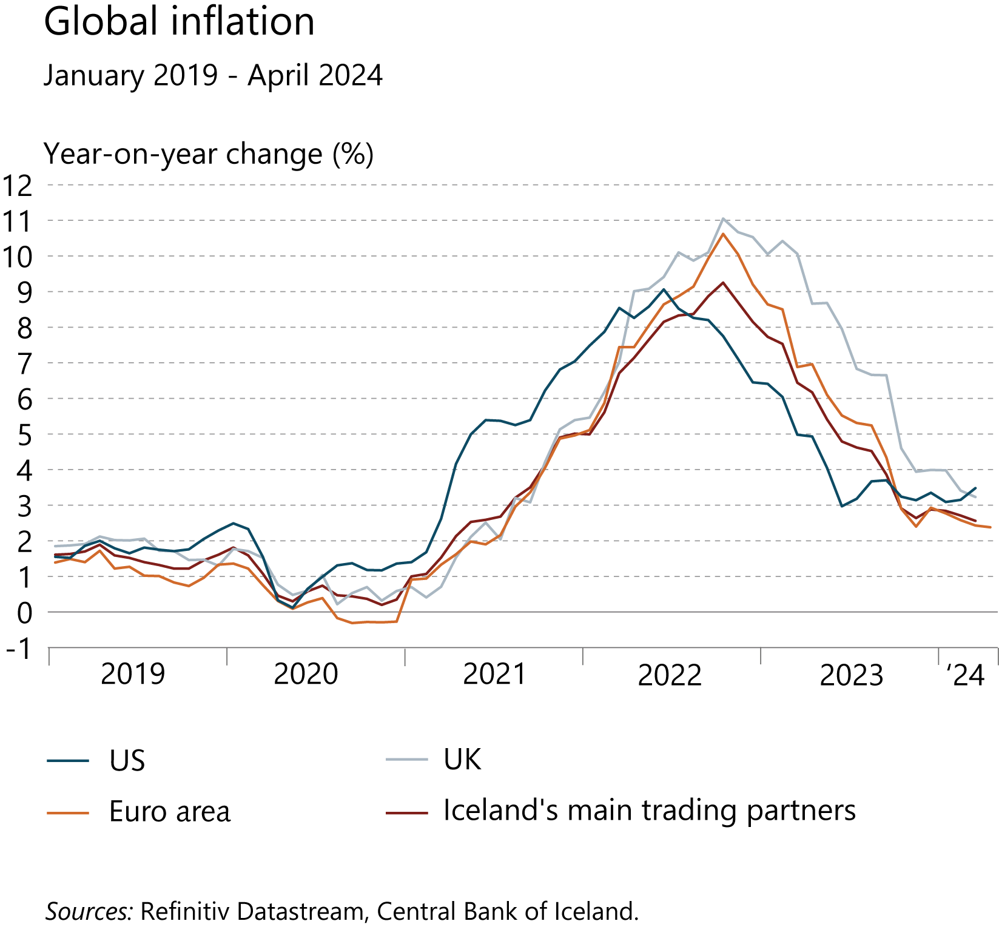 Global inflation
January 2019 - April 2024
Year-on-year change (%)
12
11
10
9
8
7
6
5
4
3
2
1
0
-1
2019 2020 2021 2022 2023 ‘24
US UK
Euro area Iceland's main trading partners
Sources: Refinitiv Datastream, Central Bank of Iceland.